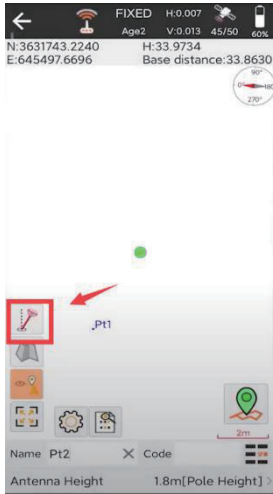 FIXED H:0.007
Age2 V:0.013 45/50 60%
N:3631743.2240 H:33.9734
E:645497.6696 Base distance:33.8630
90°
0° 180
270°
Pt1
2m
Name Pt2 Code
Antenna Height 1.8m[Pole Height]